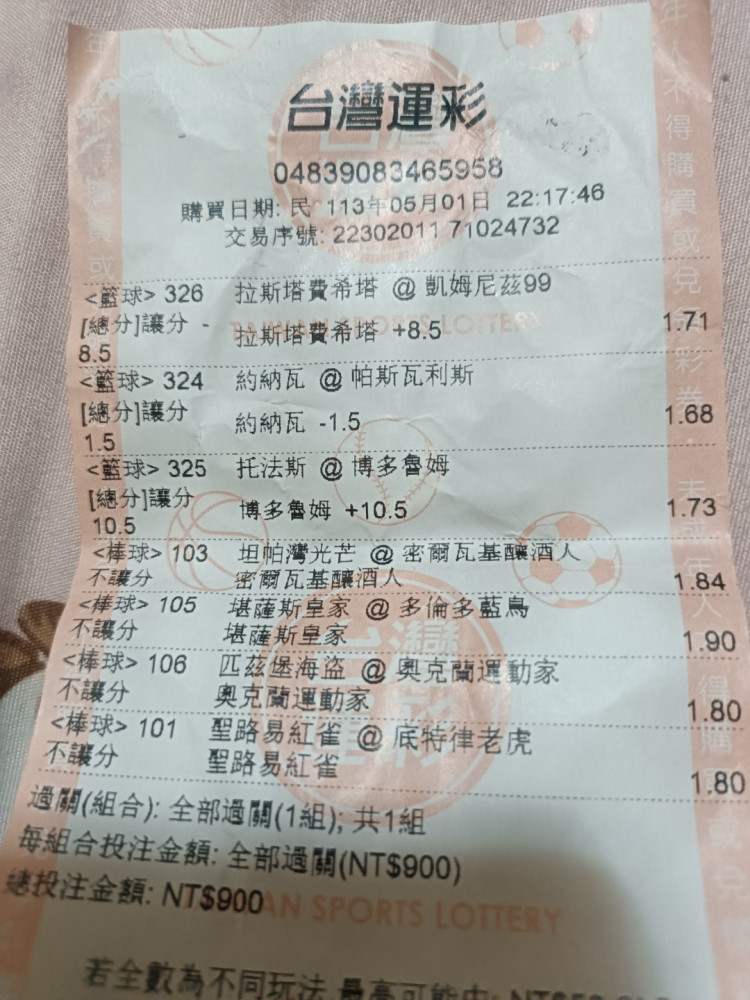 台灣運彩
04839083465958
購買日期: 民 113年05月01日 22:17:46
交易序號: 22302011 71024732
<籃球> 326 拉斯塔費希塔 @ 凱姆尼茲99
[總分]讓分 - 8.5 拉斯塔費希塔 +8.5 1.71
<籃球> 324 約納瓦 @ 帕斯瓦利斯
[總分]讓分 1.5 約納瓦 -1.5 1.68
<籃球> 325 托法斯 @ 博多魯姆
[總分]讓分 10.5 博多魯姆 +10.5 1.73
<棒球> 103 坦帕灣光芒 @ 密爾瓦基釀酒人
不讓分 密爾瓦基釀酒人 1.84
<棒球> 105 堪薩斯皇家 @ 多倫多藍鳥
不讓分 堪薩斯皇家 1.90
<棒球> 106 匹茲堡海盜 @ 奧克蘭運動家
不讓分 奧克蘭運動家 1.80
<棒球> 101 聖路易紅雀 @ 底特律老虎
不讓分 聖路易紅雀 1.80
過關(組合): 全部過關(1組); 共1組
每組合投注金額: 全部過關(NT$900)
總投注金額: NT$900
TAIWAN SPORTS LOTTERY
若全數為不同玩法,最高可能中: NT$